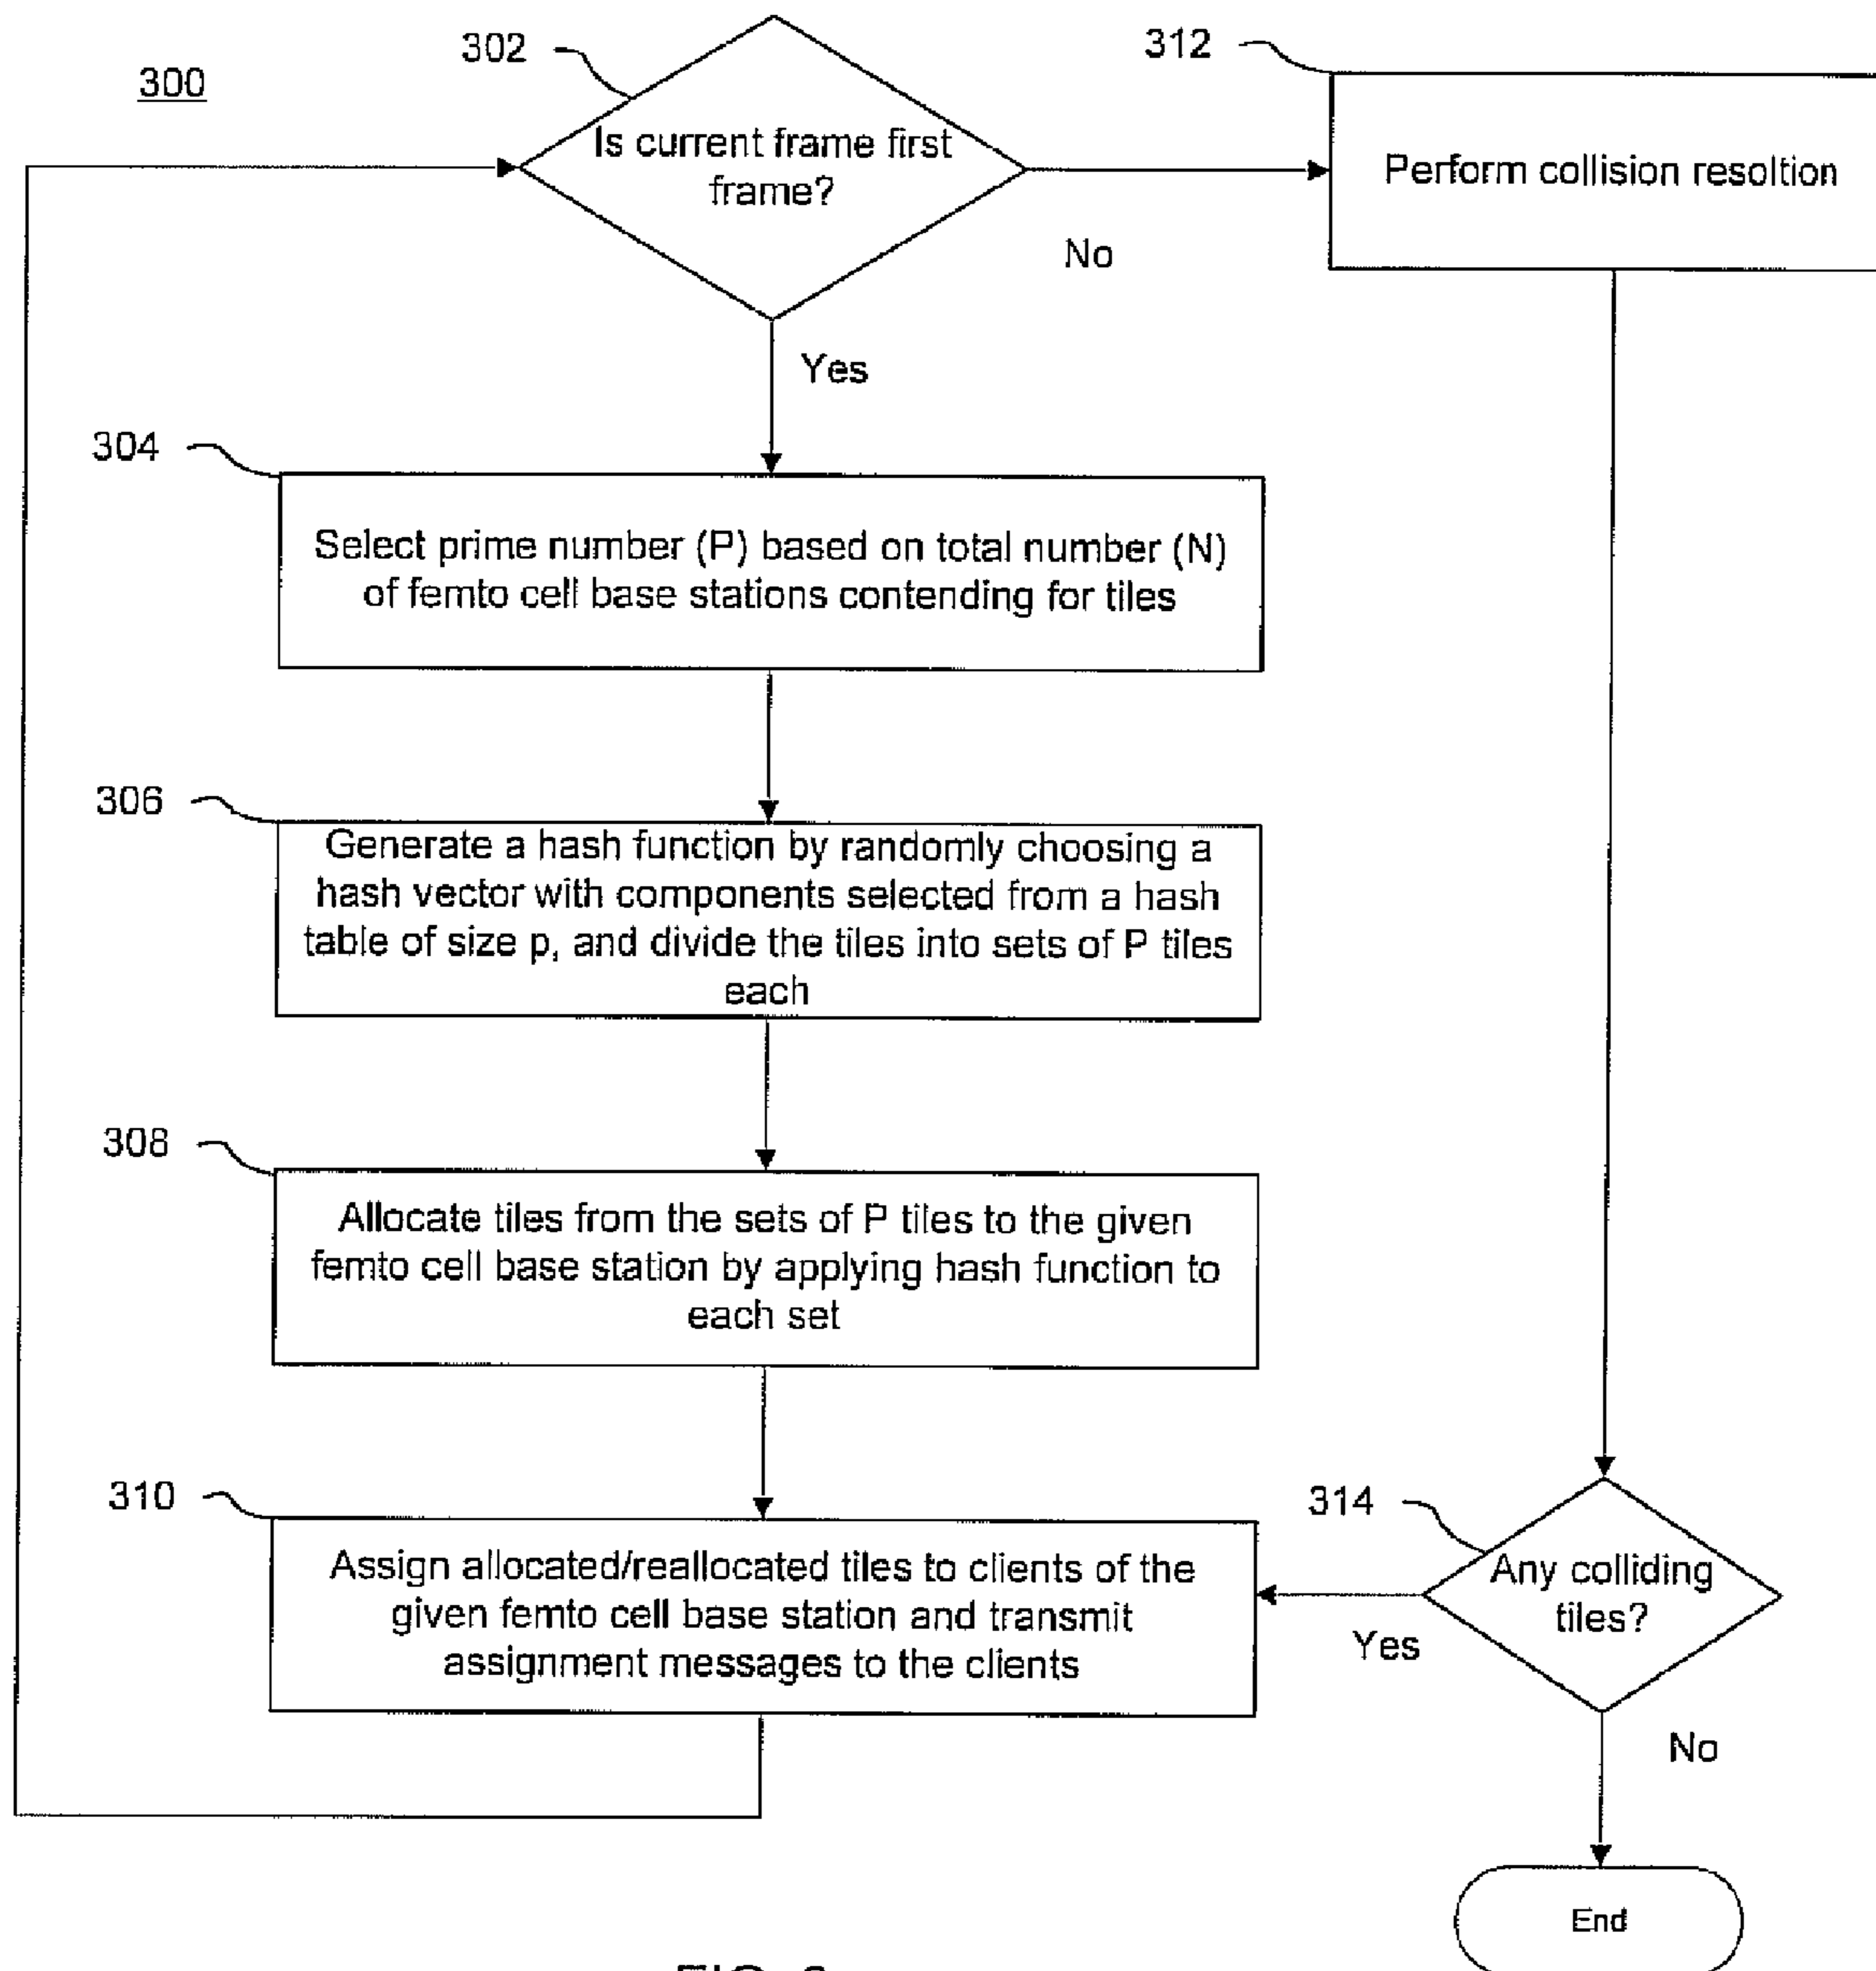 300
302
Is current frame first
frame?
No
Yes
312
Perform collision resoltion
304
Select prime number (P) based on total number (N)
of femto cell base stations contending for tiles
306
Generate a hash function by randomly choosing a
hash vector with components selected from a hash
table of size p, and divide the tiles into sets of P tiles
each
308
Allocate tiles from the sets of P tiles to the given
femto cell base station by applying hash function to
each set
310
Assign allocated/reallocated tiles to clients of the
given femto cell base station and transmit
assignment messages to the clients
314
Any colliding
tiles?
Yes
No
End